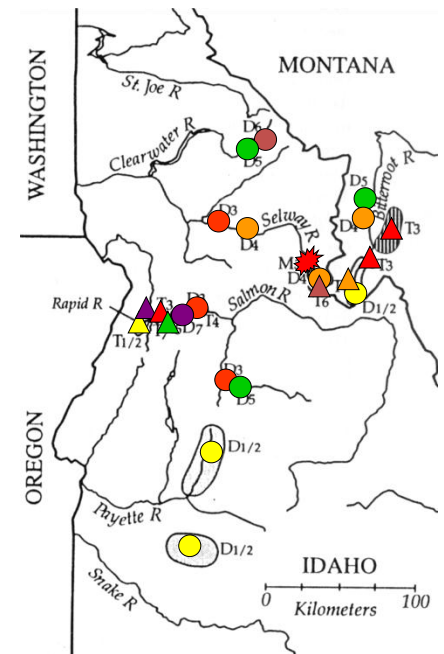 WASHINGTON
MONTANA
St. Joe R
Clearwater R
D6
D5
Bitterroot R
D5
D4
T3
D3
Selway R
D4
T3
D4
T6
D1/2
Rapid R
T3
D3
Salmon R
T4
D7
T1/2
D3
D5
OREGON
D1/2
Payette R
D1/2
Snake R
IDAHO
0
100
Kilometers